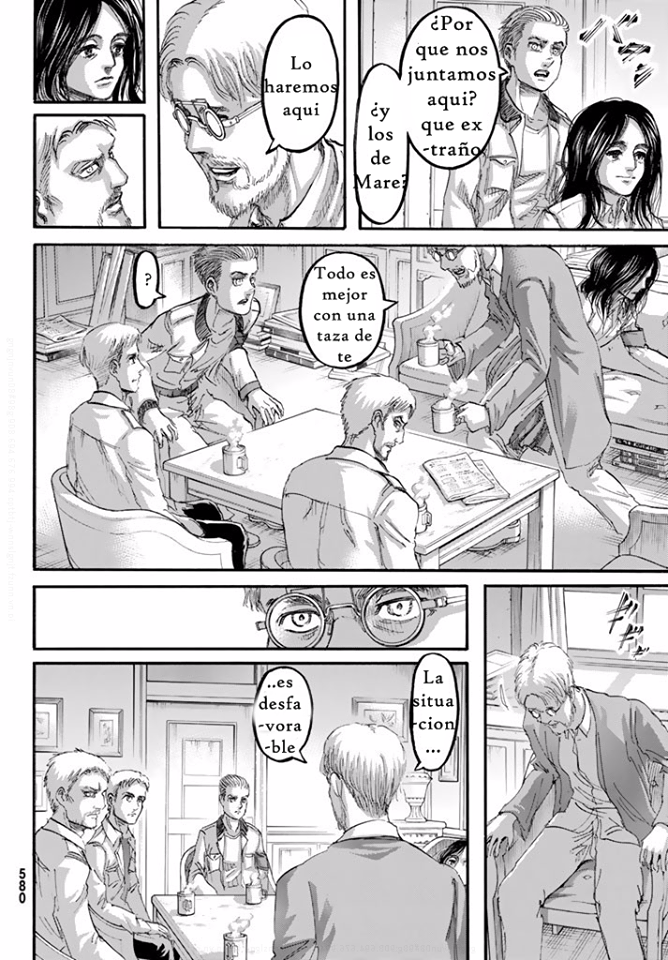 ¿Por
que nos
juntamos
aqui?
que ex
-traño
¿y
los
de
Mare?
Lo
haremos
aqui
Todo es
mejor
con una
taza de
te
?
La
situa
-cion
...
..es
desfa
-vora
-ble
580